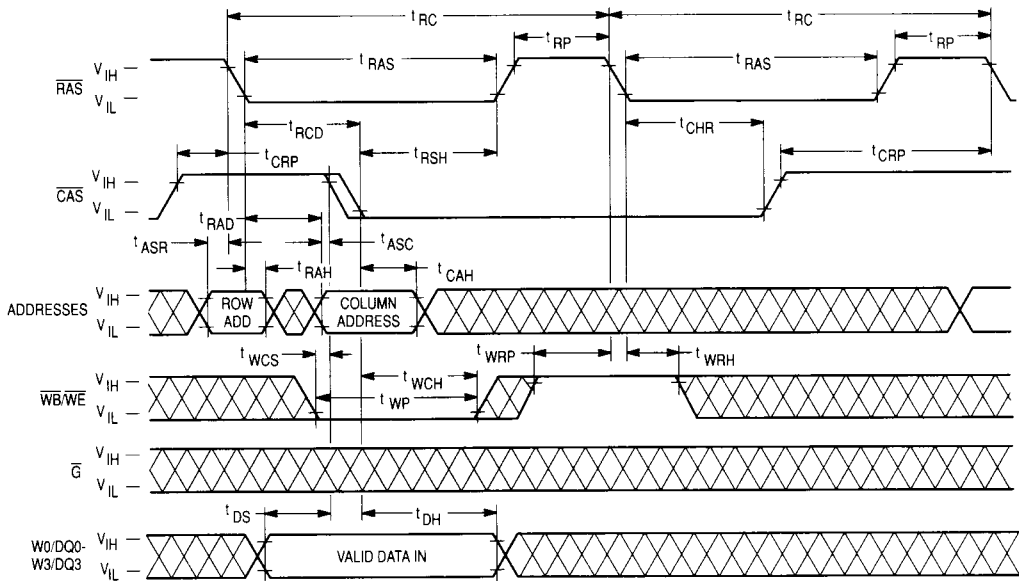 tRC tRC
tRP tRP
tRAS tRAS
RAS VIH
VIL
tRCD tCHR
tRSH
tCRP tCRP
CAS VIH
VIL
tRAD
tASR tASC
tRAH tCAH
ADDRESSES VIH
VIL
ROW ADD
COLUMN ADDRESS
tWCS tWRP tWRH
tWCH
tWP
WB/WE VIH
VIL
G VIH
VIL
tDS tDH
W0/DQ0-
W3/DQ3
VIH
VIL
VALID DATA IN